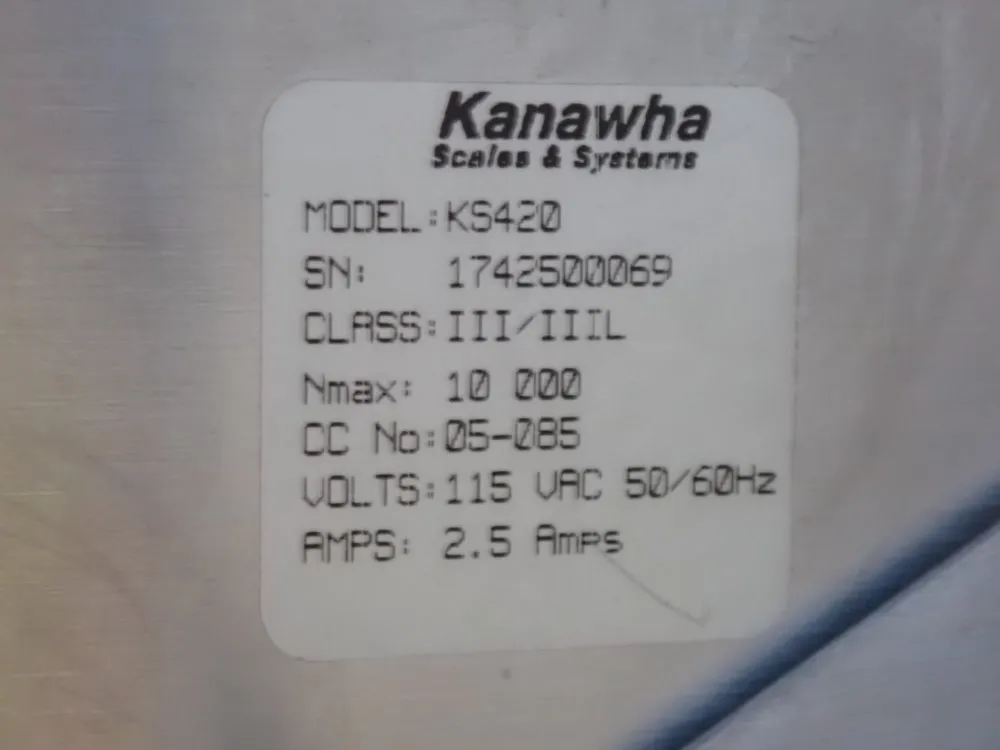 Kanawha
Scales & Systems
MODEL: KS420
SN: 1742500069
CLASS: III/IIIL
Nmax: 10 000
CC No: 05-085
VOLTS: 115 VAC 50/60Hz
AMPS: 2.5 Amps